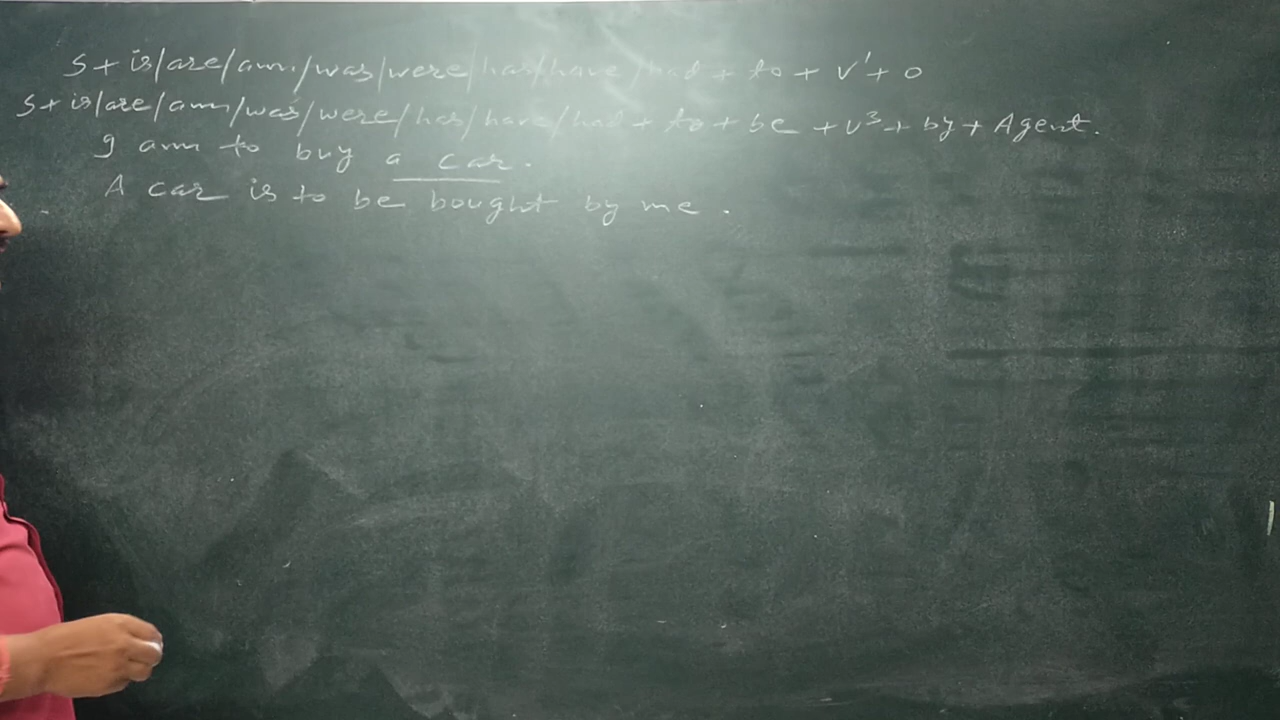 S + is/are/am/was/were/has/have/had + to + V¹ + O
S + is/are/am/was/were/has/have/had + to + be + V³ + by + Agent.
I am to buy a car.
A car is to be bought by me.